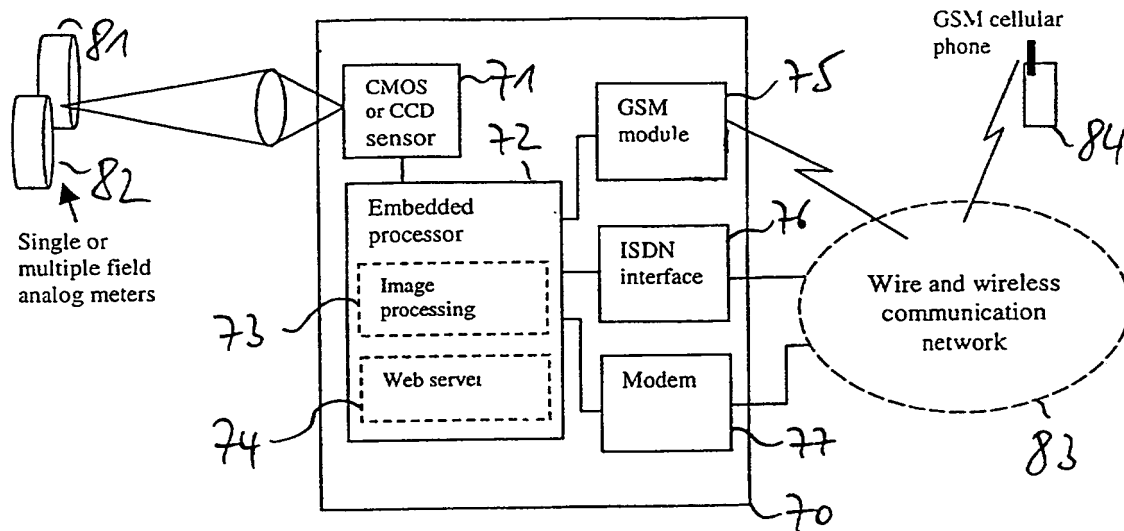 81
82
Single or
multiple field
analog meters
CMOS
or CCD
sensor
71
72
Embedded
processor
Image
processing
73
Web server
74
GSM
module
75
ISDN
interface
76
Modem
77
70
GSM cellular
phone
84
Wire and wireless
communication
network
83